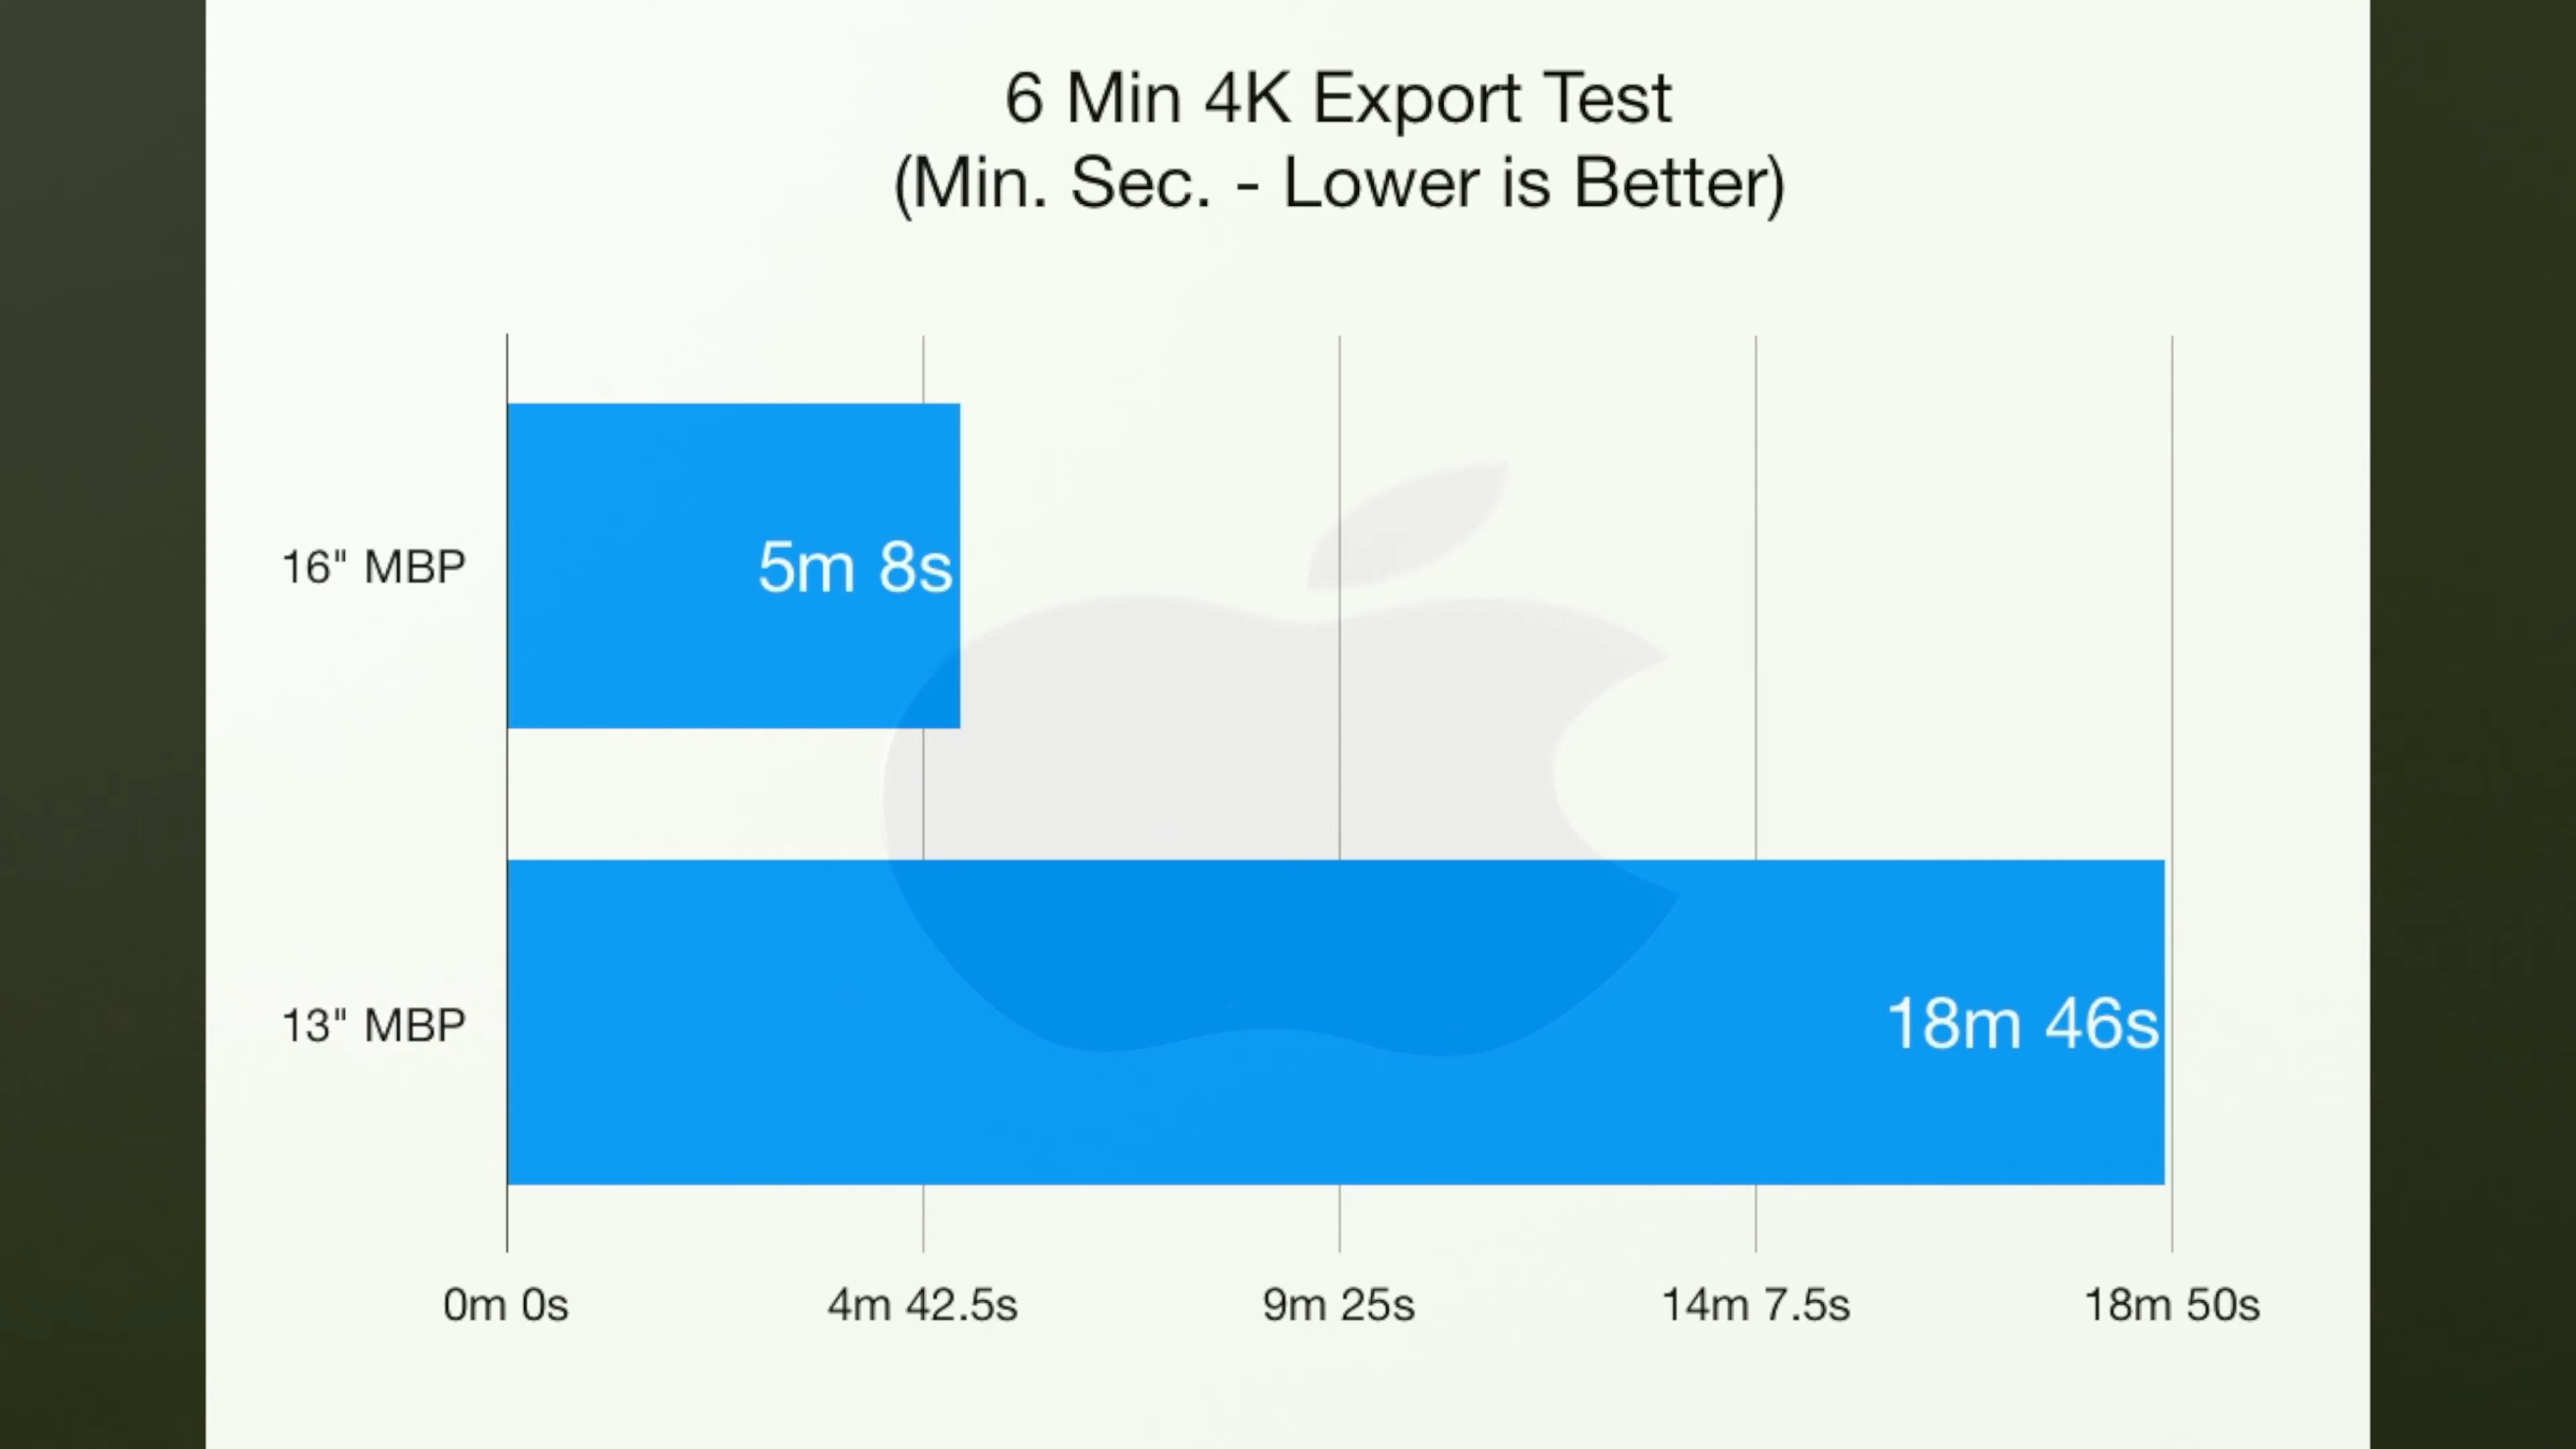 6 Min 4K Export Test
(Min. Sec. - Lower is Better)
16" MBP
5m 8s
13" MBP
18m 46s
0m 0s
4m 42.5s
9m 25s
14m 7.5s
18m 50s